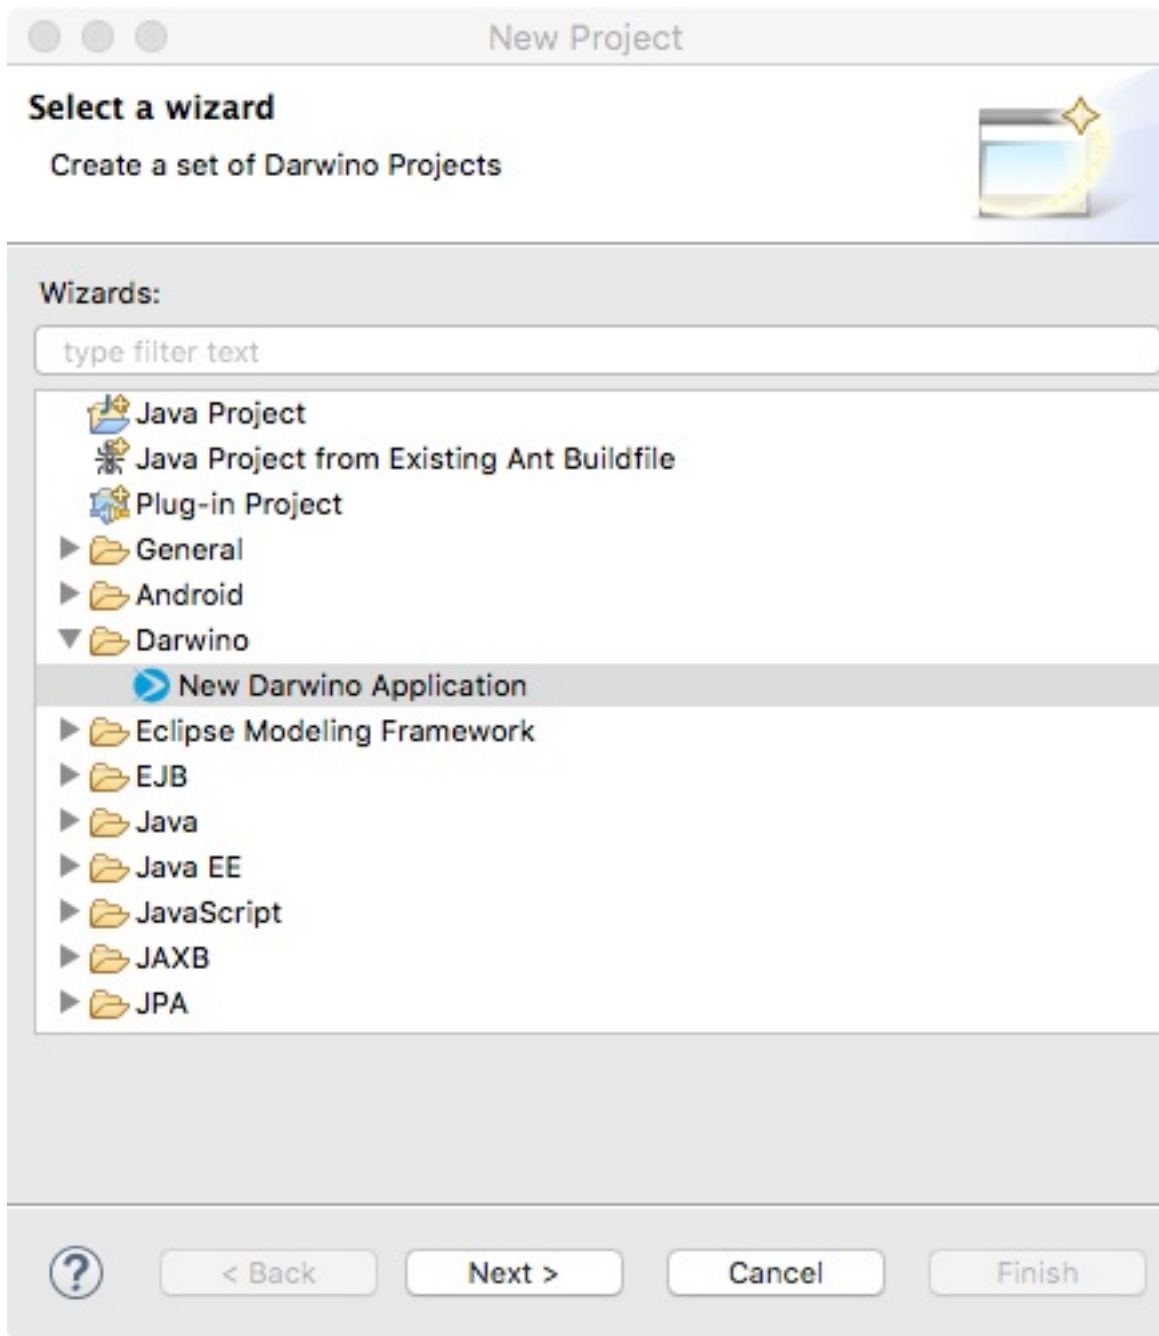 New Project
Select a wizard
Create a set of Darwino Projects
Wizards:
type filter text
Java Project
Java Project from Existing Ant Buildfile
Plug-in Project
General
Android
Darwino
New Darwino Application
Eclipse Modeling Framework
EJB
Java
Java EE
JavaScript
JAXB
JPA
? < Back Next > Cancel Finish